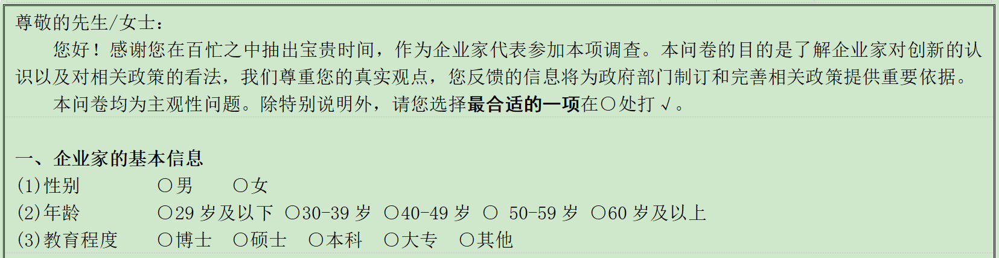 尊敬的先生/女士：
您好！感谢您在百忙之中抽出宝贵时间，作为企业家代表参加本项调查。本问卷的目的是了解企业家对创新的认
识以及对相关政策的看法，我们尊重您的真实观点，您反馈的信息将为政府部门制订和完善相关政策提供重要依据。
本问卷均为主观性问题。除特别说明外，请您选择最合适的一项在○处打√。
一、企业家的基本信息
(1)性别 ○男 ○女
(2)年龄 ○29岁及以下 ○30-39岁 ○40-49岁 ○ 50-59岁 ○60岁及以上
(3)教育程度 ○博士 ○硕士 ○本科 ○大专 ○其他